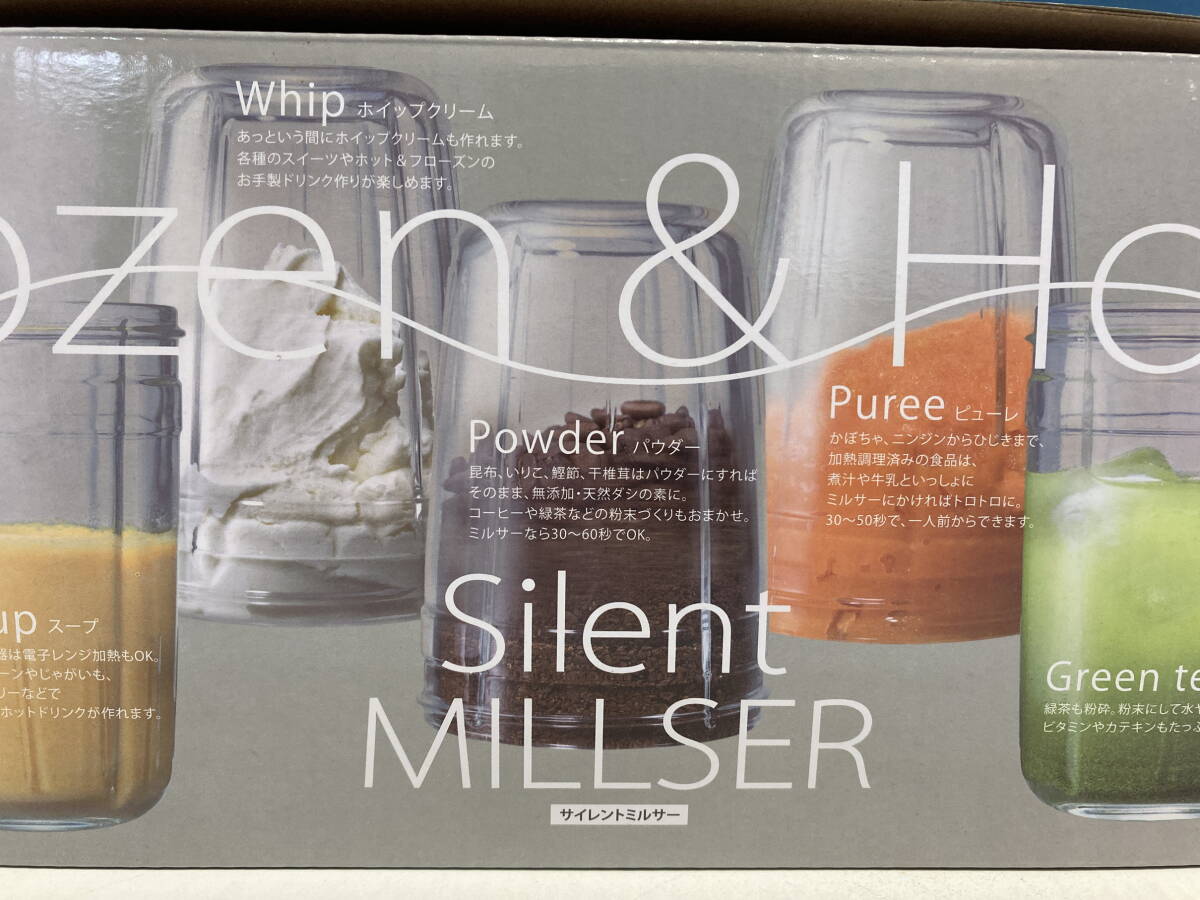 Whip ホイップクリーム
あっという間にホイップクリームも作れます。
各種のスイーツやホット＆フローズンの
お手製ドリンク作りが楽しめます。
ozen & Ho
Powder パウダー
昆布、いりこ、鰹節、干椎茸はパウダーにすれば
そのまま、無添加・天然ダシの素に。
コーヒーや緑茶などの粉末づくりもおまかせ。
ミルサーなら30〜60秒でOK。
Puree ピューレ
かぼちゃ、ニンジンからひじきまで、
加熱調理済みの食品は、
煮汁や牛乳といっしょに
ミルサーにかければトロトロに。
30〜50秒で、一人前からできます。
up スープ
器は電子レンジ加熱もOK。
ーンやじゃがいも、
リーなどで
ホットドリンクが作れます。
Green te
緑茶も粉砕。粉末にして水や
ビタミンやカテキンもたっぷ
Silent
MILLSER
サイレントミルサー